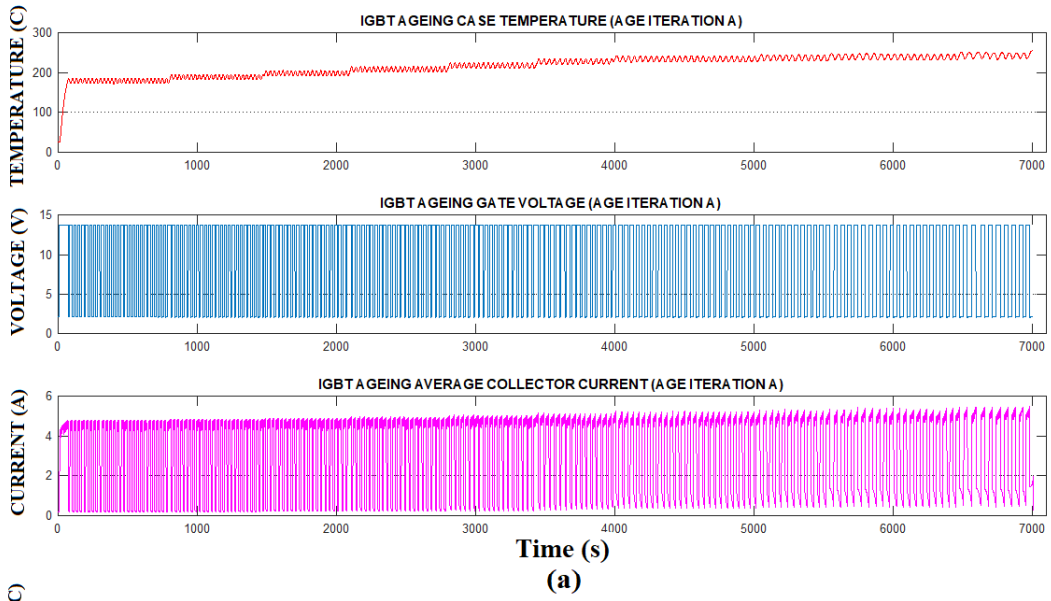 IGBT AGEING CASE TEMPERATURE (AGE ITERATION A)
TEMPERATURE (C)
300
200
100
0
0 1000 2000 3000 4000 5000 6000 7000
IGBT AGEING GATE VOLTAGE (AGE ITERATION A)
VOLTAGE (V)
15
10
5
0
0 1000 2000 3000 4000 5000 6000 7000
IGBT AGEING AVERAGE COLLECTOR CURRENT (AGE ITERATION A)
CURRENT (A)
6
4
2
0
0 1000 2000 3000 4000 5000 6000 7000
Time (s)
(a)
C)